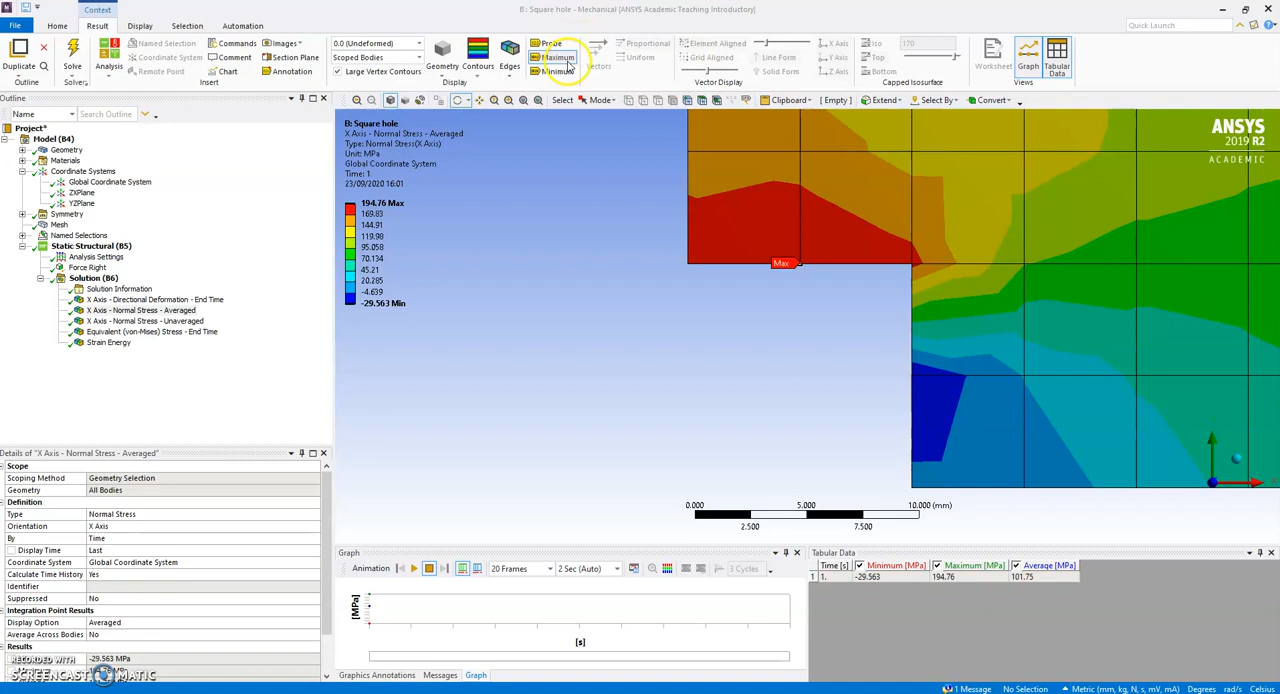 B: Square hole - Mechanical [ANSYS Academic Teaching Introductory]
Context
File Home Result Display Selection Automation
Quick Launch
Duplicate Solve Analysis
Named Selection Commands Images
Coordinate System Comment Section Plane
Remote Point Chart Annotation
0.0 (Undeformed)
Scoped Bodies
Large Vertex Contours
Geometry Contours Edges
Probe
Maximum
Minimum
Vectors
Proportional
Uniform
Element Aligned
Grid Aligned
Line Form
Solid Form
X Axis
Y Axis
Z Axis
Iso 170
Top
Bottom
Worksheet Graph Tabular Data
Outline Solver Insert Display Vector Display Capped Isosurface Views
Outline
Select Mode Clipboard [ Empty ] Extend Select By Convert
Name Search Outline
Project*
Model (B4)
Geometry
Materials
Coordinate Systems
Global Coordinate System
ZXPlane
YZPlane
Symmetry
Mesh
Named Selections
Static Structural (B5)
Analysis Settings
Force Right
Solution (B6)
Solution Information
X Axis - Directional Deformation - End Time
X Axis - Normal Stress - Averaged
X Axis - Normal Stress - Unaveraged
Equivalent (von-Mises) Stress - End Time
Strain Energy
B: Square hole
X Axis - Normal Stress - Averaged
Type: Normal Stress(X Axis)
Unit: MPa
Global Coordinate System
Time: 1
23/09/2020 16:01
194.76 Max
169.83
144.91
119.98
95.058
70.134
45.21
20.285
-4.639
-29.563 Min
ANSYS
2019 R2
ACADEMIC
Max
0.000 5.000 10.000 (mm)
2.500 7.500
Details of "X Axis - Normal Stress - Averaged"
Scope
Scoping Method Geometry Selection
Geometry All Bodies
Definition
Type Normal Stress
Orientation X Axis
By Time
Display Time Last
Coordinate System Global Coordinate System
Calculate Time History Yes
Identifier
Suppressed No
Integration Point Results
Display Option Averaged
Average Across Bodies No
Results
-29.563 MPa
RECORDED WITH
SCREENCAST MATIC
Graph
Animation 20 Frames 2 Sec (Auto) 3 Cycles
[MPa]
[s]
Graphics Annotations Messages Graph
Tabular Data
Time [s] Minimum [MPa] Maximum [MPa] Average [MPa]
1 1. -29.563 194.76 101.75
1 Message No Selection Metric (mm, kg, N, s, mV, mA) Degrees rad/s Celsius